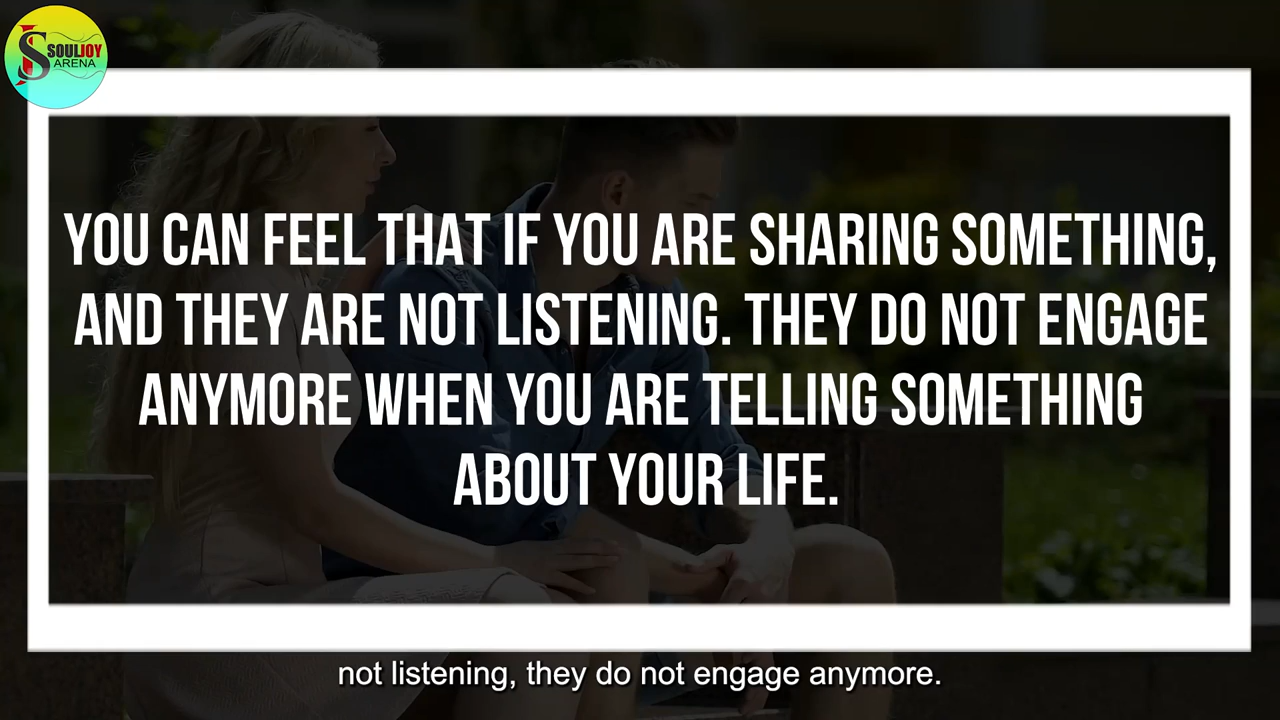 SOULJOY
ARENA
YOU CAN FEEL THAT IF YOU ARE SHARING SOMETHING,
AND THEY ARE NOT LISTENING. THEY DO NOT ENGAGE
ANYMORE WHEN YOU ARE TELLING SOMETHING
ABOUT YOUR LIFE.
not listening, they do not engage anymore.